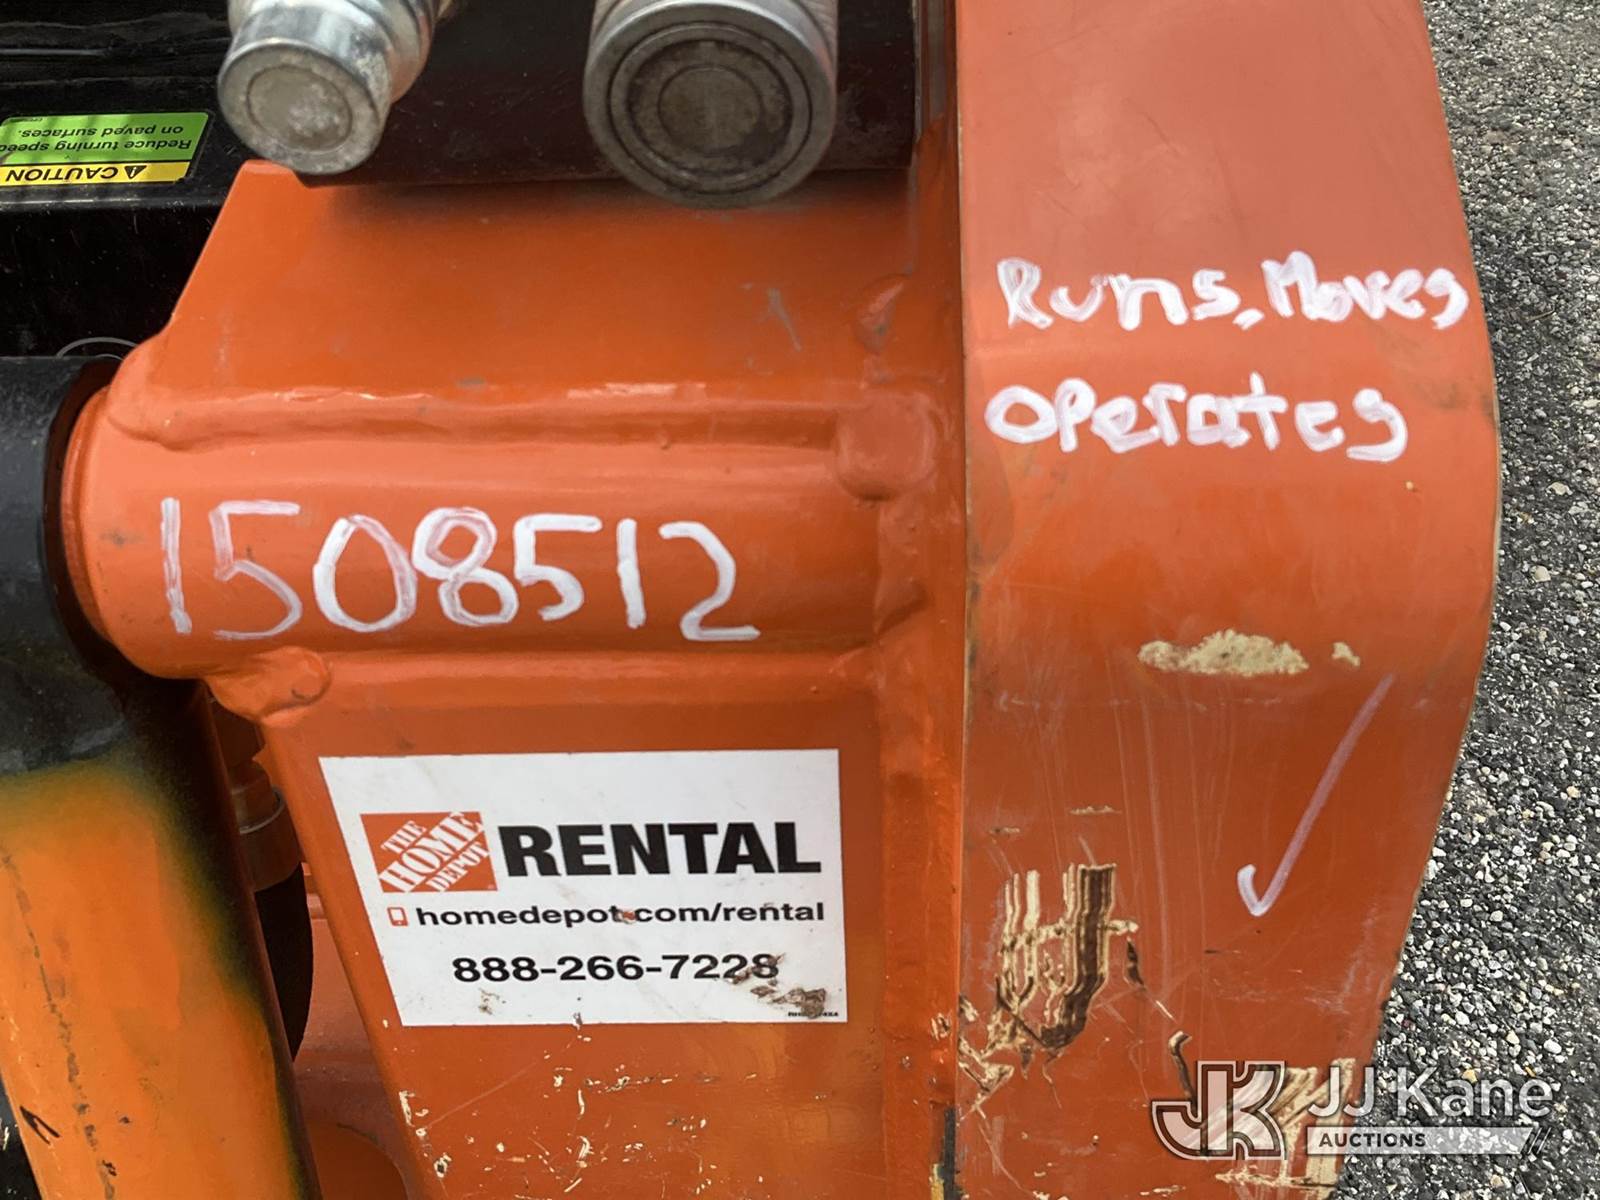 Reduce turning speed
on paved surfaces.
CAUTION
Runs, Moves
Operates
1508512
THE
HOME
DEPOT
RENTAL
homedepot.com/rental
888-266-7228
JJ Kane
AUCTIONS